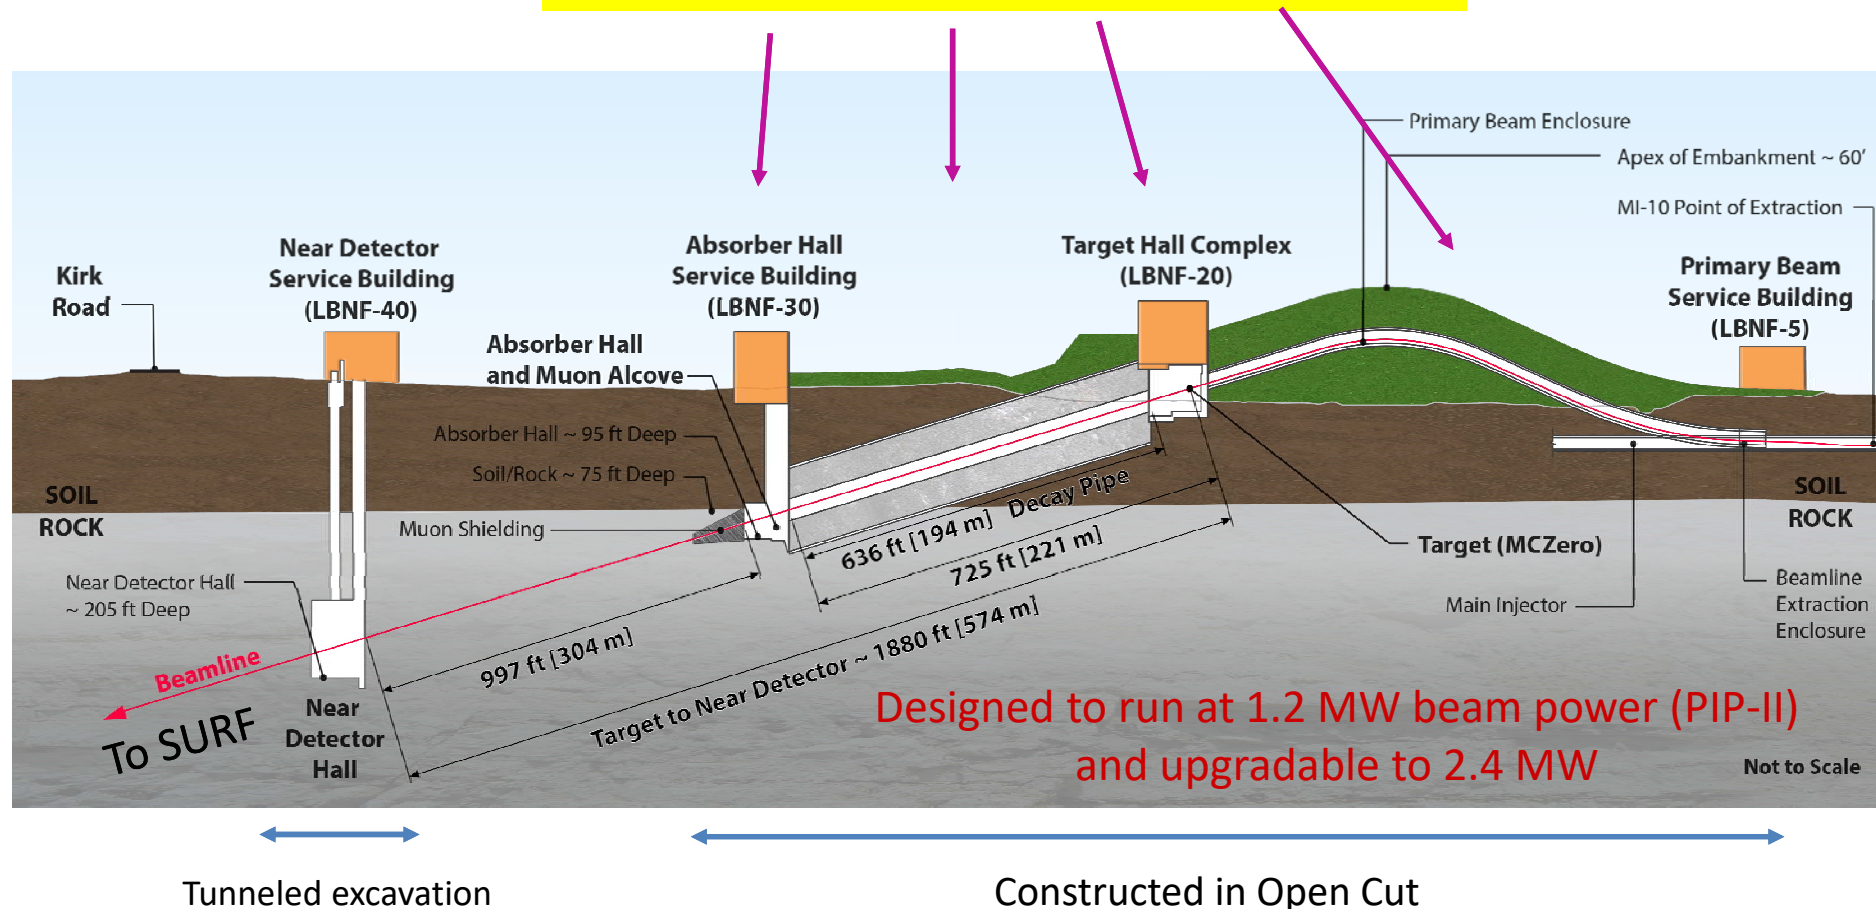 Primary Beam Enclosure
Apex of Embankment ~ 60'
MI-10 Point of Extraction
Kirk
Road
Near Detector
Service Building
(LBNF-40)
Absorber Hall
Service Building
(LBNF-30)
Target Hall Complex
(LBNF-20)
Primary Beam
Service Building
(LBNF-5)
Absorber Hall
and Muon Alcove
Absorber Hall ~ 95 ft Deep
Soil/Rock ~ 75 ft Deep
Muon Shielding
SOIL
ROCK
SOIL
ROCK
Near Detector Hall
~ 205 ft Deep
636 ft [194 m] Decay Pipe
725 ft [221 m]
997 ft [304 m]
Target to Near Detector ~ 1880 ft [574 m]
Target (MCZero)
Main Injector
Beamline
Extraction
Enclosure
Beamline
To SURF
Near
Detector
Hall
Designed to run at 1.2 MW beam power (PIP-II)
and upgradable to 2.4 MW
Not to Scale
Tunneled excavation
Constructed in Open Cut